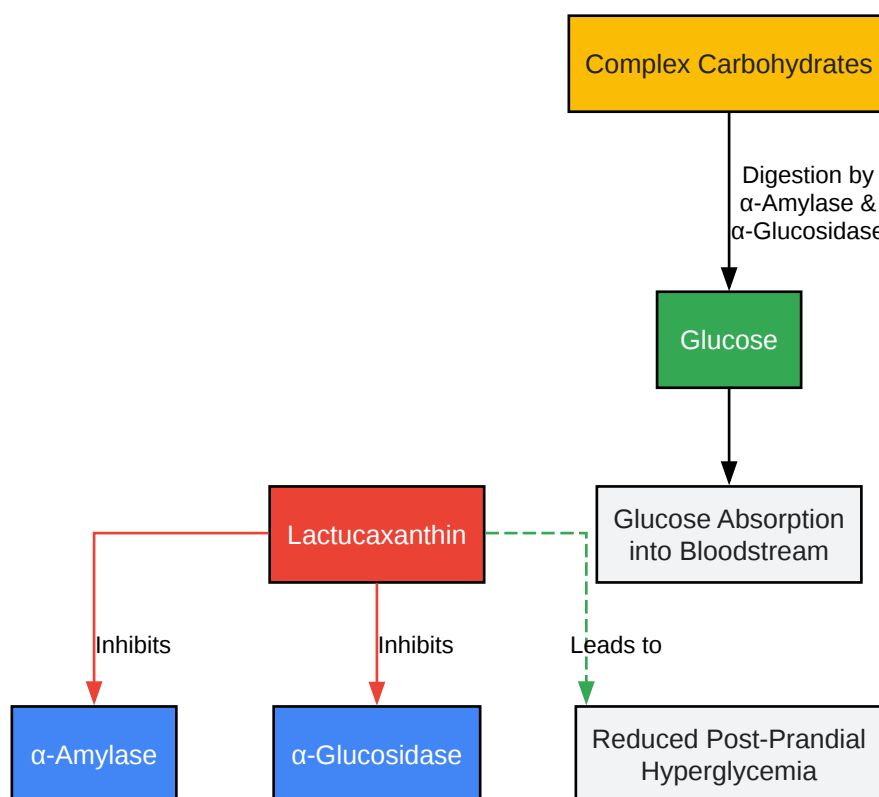 Complex Carbohydrates
Digestion by
α-Amylase &
α-Glucosidase
Glucose
Lactucaxanthin
Glucose Absorption
into Bloodstream
Inhibits
Inhibits
Leads to
α-Amylase
α-Glucosidase
Reduced Post-Prandial
Hyperglycemia